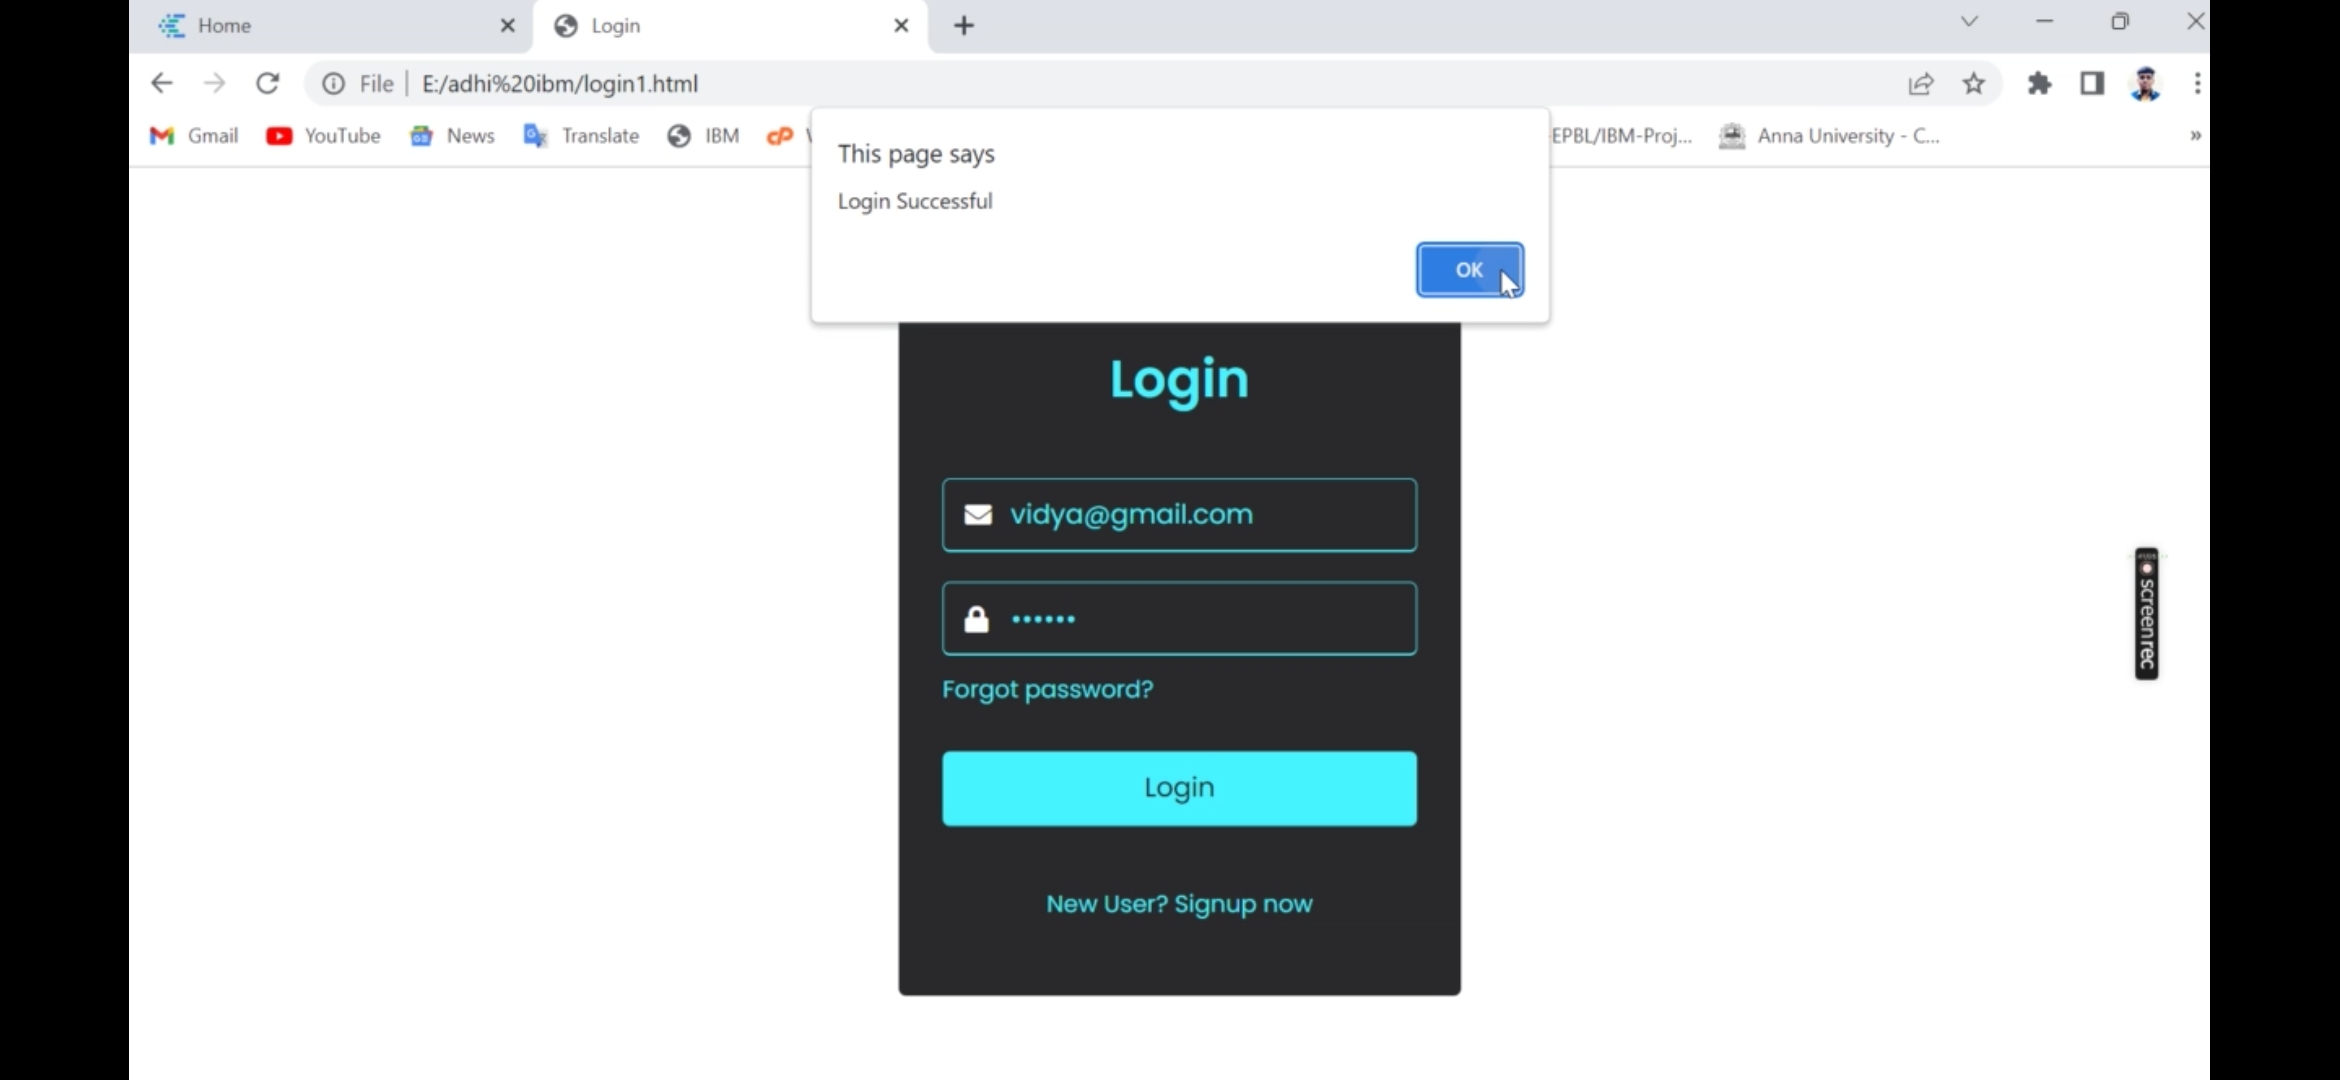 Home
Login
File
E:/adhi%20ibm/login1.html
Gmail
YouTube
News
Translate
IBM
EPBL/IBM-Proj...
Anna University - C...
»
This page says
Login Successful
OK
Login
vidya@gmail.com
••••••
Forgot password?
Login
New User? Signup now
screenrec